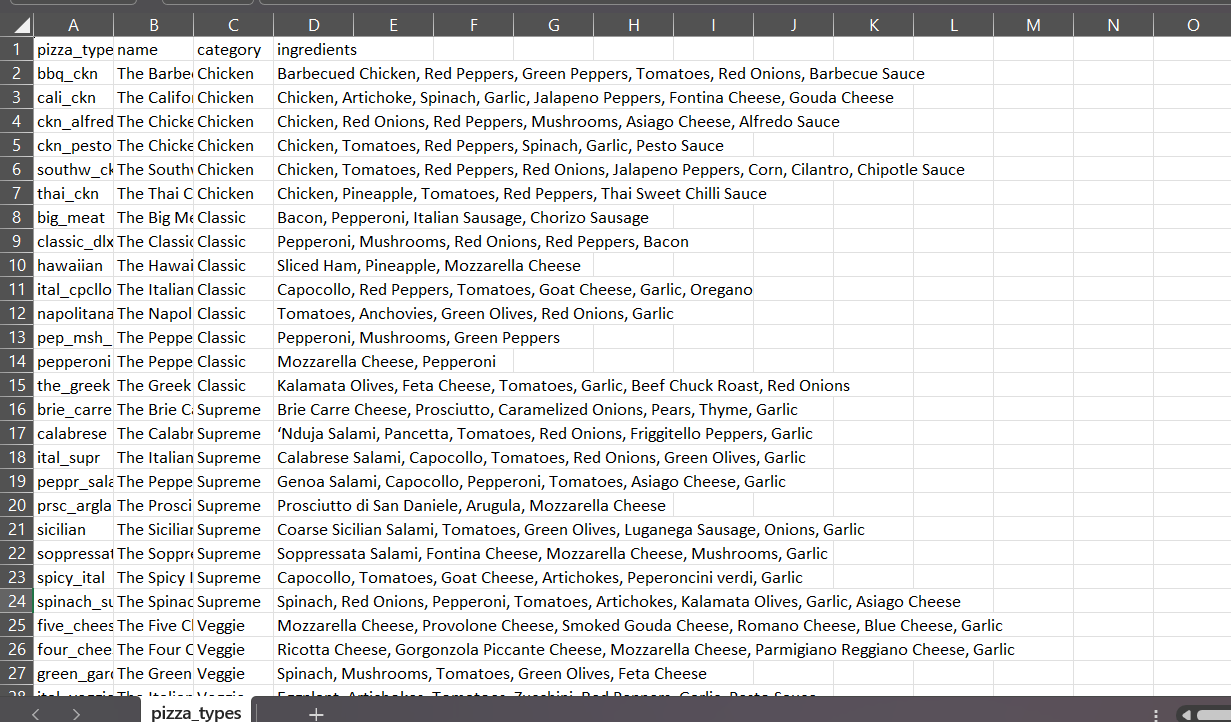 A B C D E F G H I J K L M N O
1 pizza_type name category ingredients
2 bbq_ckn The Barbe Chicken Barbecued Chicken, Red Peppers, Green Peppers, Tomatoes, Red Onions, Barbecue Sauce
3 cali_ckn The Califo Chicken Chicken, Artichoke, Spinach, Garlic, Jalapeno Peppers, Fontina Cheese, Gouda Cheese
4 ckn_alfred The Chicke Chicken Chicken, Red Onions, Red Peppers, Mushrooms, Asiago Cheese, Alfredo Sauce
5 ckn_pesto The Chicke Chicken Chicken, Tomatoes, Red Peppers, Spinach, Garlic, Pesto Sauce
6 southw_ck The South Chicken Chicken, Tomatoes, Red Peppers, Red Onions, Jalapeno Peppers, Corn, Cilantro, Chipotle Sauce
7 thai_ckn The Thai C Chicken Chicken, Pineapple, Tomatoes, Red Peppers, Thai Sweet Chilli Sauce
8 big_meat The Big Me Classic Bacon, Pepperoni, Italian Sausage, Chorizo Sausage
9 classic_dlx The Classic Classic Pepperoni, Mushrooms, Red Onions, Red Peppers, Bacon
10 hawaiian The Hawai Classic Sliced Ham, Pineapple, Mozzarella Cheese
11 ital_cpcllo The Italian Classic Capocollo, Red Peppers, Tomatoes, Goat Cheese, Garlic, Oregano
12 napolitana The Napol Classic Tomatoes, Anchovies, Green Olives, Red Onions, Garlic
13 pep_msh_ The Peppe Classic Pepperoni, Mushrooms, Green Peppers
14 pepperoni The Peppe Classic Mozzarella Cheese, Pepperoni
15 the_greek The Greek Classic Kalamata Olives, Feta Cheese, Tomatoes, Garlic, Beef Chuck Roast, Red Onions
16 brie_carre The Brie C Supreme Brie Carre Cheese, Prosciutto, Caramelized Onions, Pears, Thyme, Garlic
17 calabrese The Calabr Supreme ‘Nduja Salami, Pancetta, Tomatoes, Red Onions, Friggitello Peppers, Garlic
18 ital_supr The Italian Supreme Calabrese Salami, Capocollo, Tomatoes, Red Onions, Green Olives, Garlic
19 peppr_sala The Peppe Supreme Genoa Salami, Capocollo, Pepperoni, Tomatoes, Asiago Cheese, Garlic
20 prsc_argla The Prosci Supreme Prosciutto di San Daniele, Arugula, Mozzarella Cheese
21 sicilian The Sicilian Supreme Coarse Sicilian Salami, Tomatoes, Green Olives, Luganega Sausage, Onions, Garlic
22 soppressat The Soppre Supreme Soppressata Salami, Fontina Cheese, Mozzarella Cheese, Mushrooms, Garlic
23 spicy_ital The Spicy I Supreme Capocollo, Tomatoes, Goat Cheese, Artichokes, Peperoncini verdi, Garlic
24 spinach_su The Spinac Supreme Spinach, Red Onions, Pepperoni, Tomatoes, Artichokes, Kalamata Olives, Garlic, Asiago Cheese
25 five_chees The Five C Veggie Mozzarella Cheese, Provolone Cheese, Smoked Gouda Cheese, Romano Cheese, Blue Cheese, Garlic
26 four_chee The Four C Veggie Ricotta Cheese, Gorgonzola Piccante Cheese, Mozzarella Cheese, Parmigiano Reggiano Cheese, Garlic
27 green_gard The Green Veggie Spinach, Mushrooms, Tomatoes, Green Olives, Feta Cheese
pizza_types